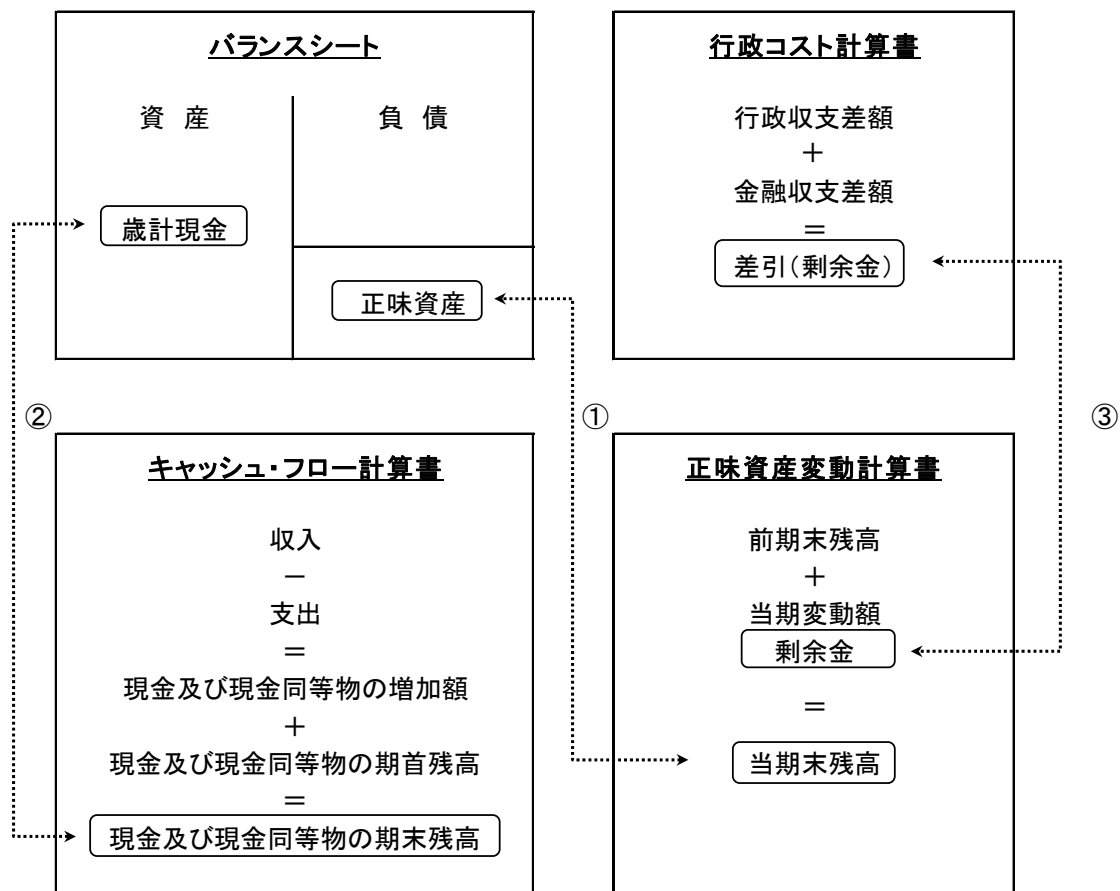 バランスシート
資 産
負 債
歳計現金
正味資産
行政コスト計算書
行政収支差額
＋
金融収支差額
＝
差引(剰余金)
②
①
③
キャッシュ・フロー計算書
収入
－
支出
＝
現金及び現金同等物の増加額
＋
現金及び現金同等物の期首残高
＝
現金及び現金同等物の期末残高
正味資産変動計算書
前期末残高
＋
当期変動額
剰余金
＝
当期末残高